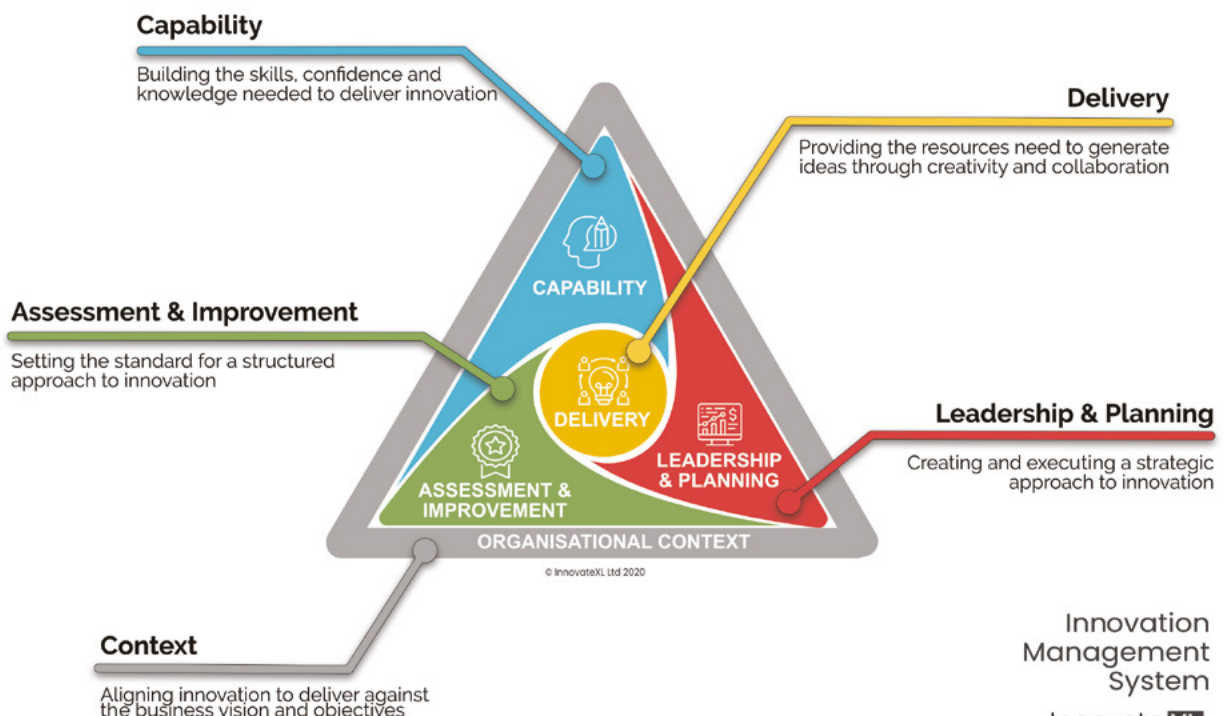 Capability
Building the skills, confidence and
knowledge needed to deliver innovation
Delivery
Providing the resources need to generate
ideas through creativity and collaboration
Assessment & Improvement
Setting the standard for a structured
approach to innovation
Leadership & Planning
Creating and executing a strategic
approach to innovation
CAPABILITY
DELIVERY
LEADERSHIP
& PLANNING
ASSESSMENT &
IMPROVEMENT
ORGANISATIONAL CONTEXT
© InnovateXL Ltd 2020
Context
Aligning innovation to deliver against
the business vision and objectives
Innovation
Management
System